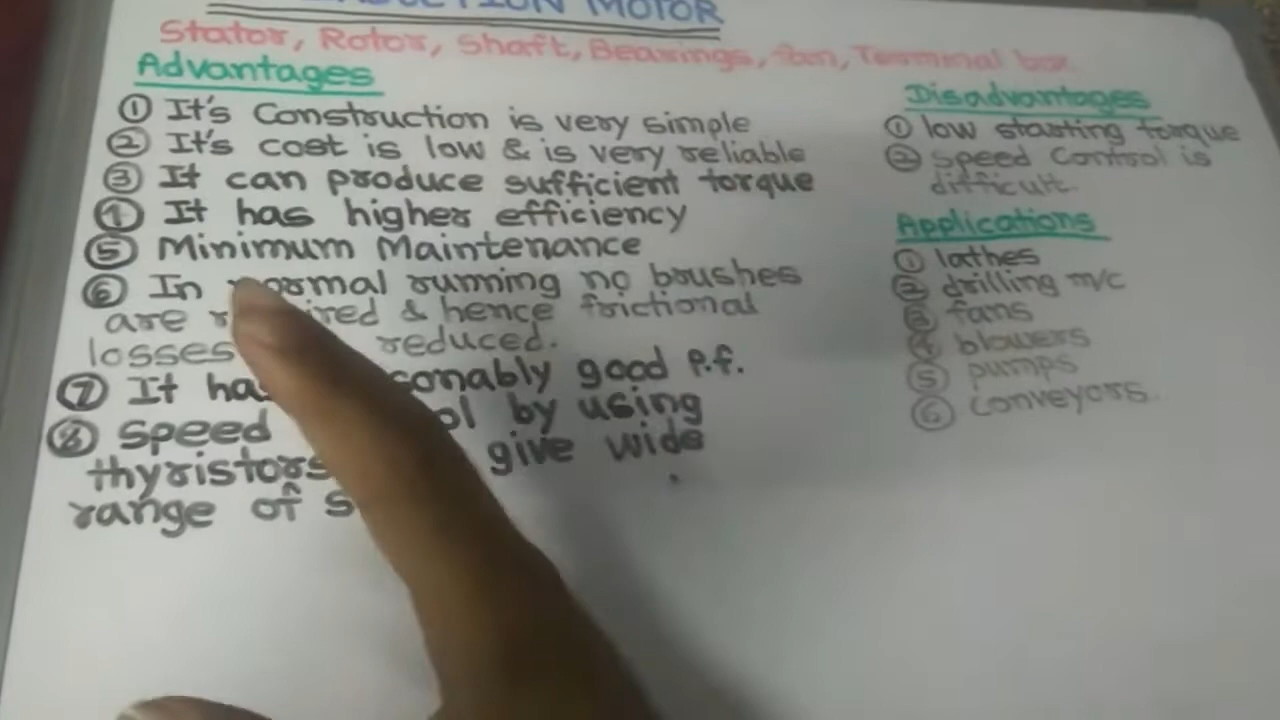 MOTOR
Stator, Rotor, Shaft, Bearings, fan, Terminal box
Advantages
① It's Construction is very simple
② It's cost is low & is very reliable
③ It can produce sufficient torque
④ It has higher efficiency
⑤ Minimum Maintenance
⑥ In normal running no brushes
are & hence frictional
losses reduced.
⑦ It good P.f.
⑧ Speed by using
thyristors give wide
range of
Disadvantages
① low starting torque
② speed control is
difficult.
Applications
① lathes
② drilling m/c
③ fans
④ blowers
⑤ pumps
⑥ conveyors.